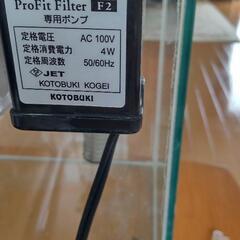 ProFit Filter F2
専用ポンプ
定格電圧 AC 100V
定格消費電力 4W
定格周波数 50/60Hz
JET
KOTOBUKI KOGEI
KOTOBUKI